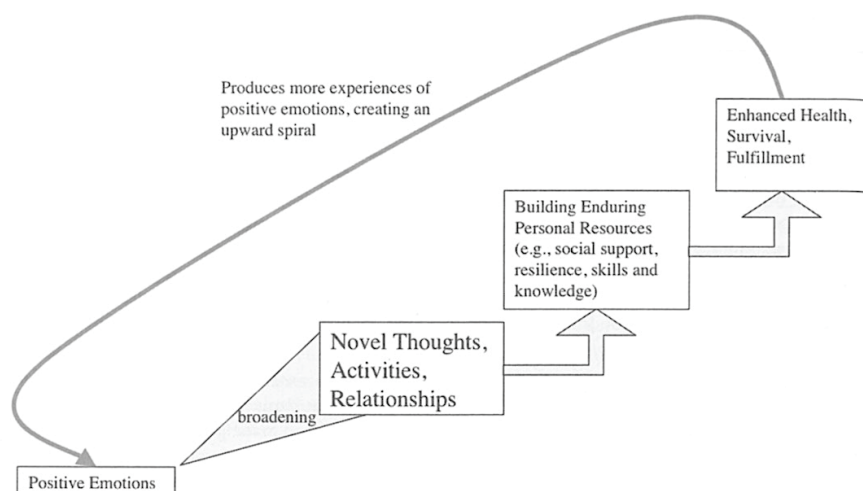 Produces more experiences of
positive emotions, creating an
upward spiral
Enhanced Health,
Survival,
Fulfillment
Building Enduring
Personal Resources
(e.g., social support,
resilience, skills and
knowledge)
Novel Thoughts,
Activities,
Relationships
broadening
Positive Emotions